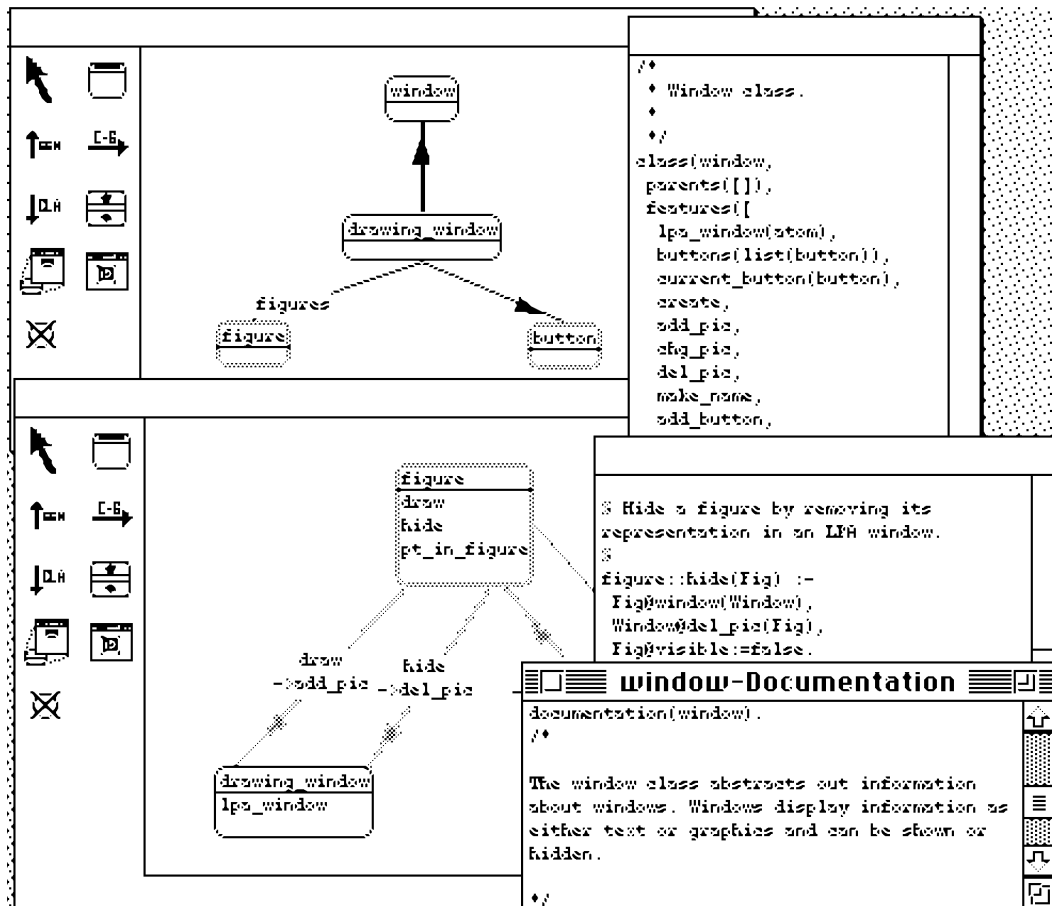 window
drawing_window
figures
figure
button
C-G
/*
* Window class.
*
*/
class(window,
parents([]),
features([
lpa_window(atom),
buttons(list(button)),
current_button(button),
create,
add_pic,
chg_pic,
del_pic,
make_name,
add_button,
C-G
figure
draw
hide
pt_in_figure
draw
->add_pic
hide
->del_pic
drawing_window
lpa_window
% Hide a figure by removing its
representation in an LPA window.
%
figure::hide(Fig) :-
Fig@window(Window),
Window@del_pic(Fig),
Fig@visible:=false.
window-Documentation
documentation(window).
/*
The window class abstracts out information
about windows. Windows display information as
either text or graphics and can be shown or
hidden.
*/